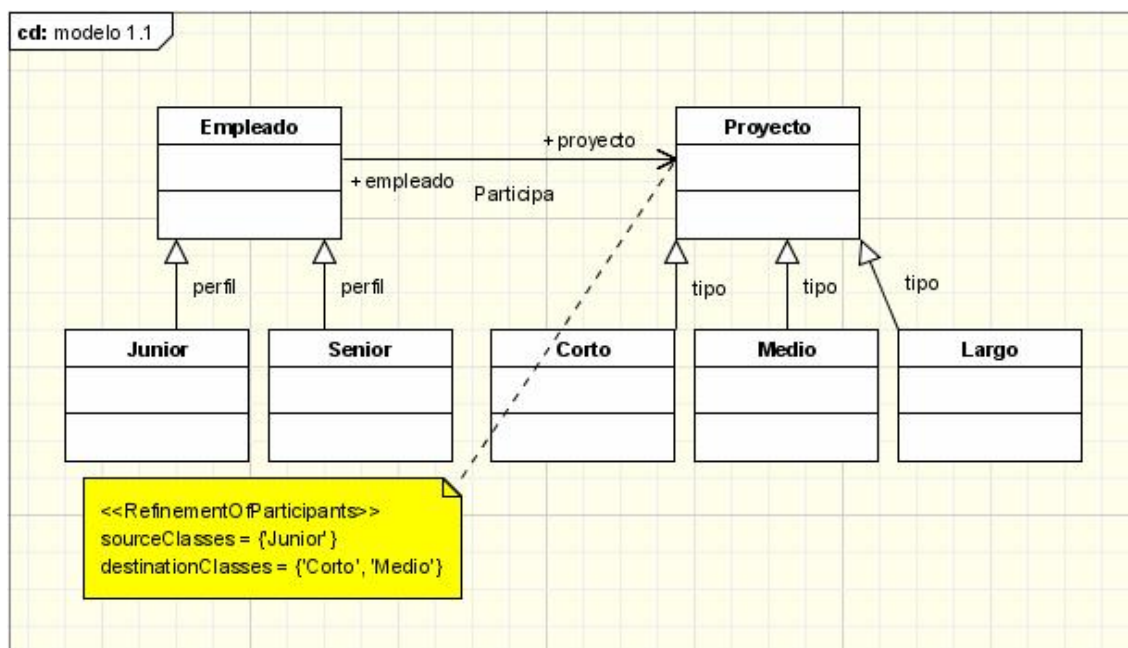 cd: modelo 1.1
Empleado
Proyecto
+ proyecto
+ empleado
Participa
perfil
perfil
tipo
tipo
tipo
Junior
Senior
Corto
Medio
Largo
<<RefinementOfParticipants>>
sourceClasses = {'Junior'}
destinationClasses = {'Corto', 'Medio'}